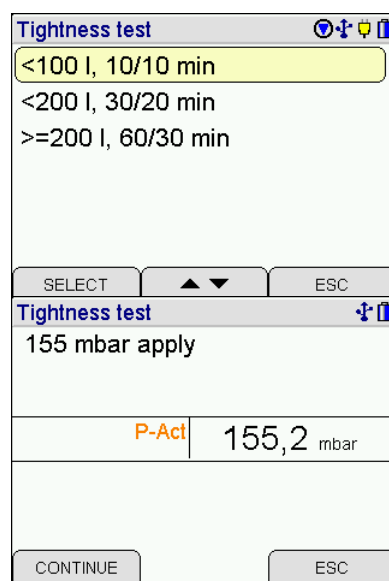 Tightness test
<100 l, 10/10 min
<200 l, 30/20 min
>=200 l, 60/30 min
SELECT ▲ ▼ ESC
Tightness test
155 mbar apply
P-Act 155,2 mbar
CONTINUE ESC